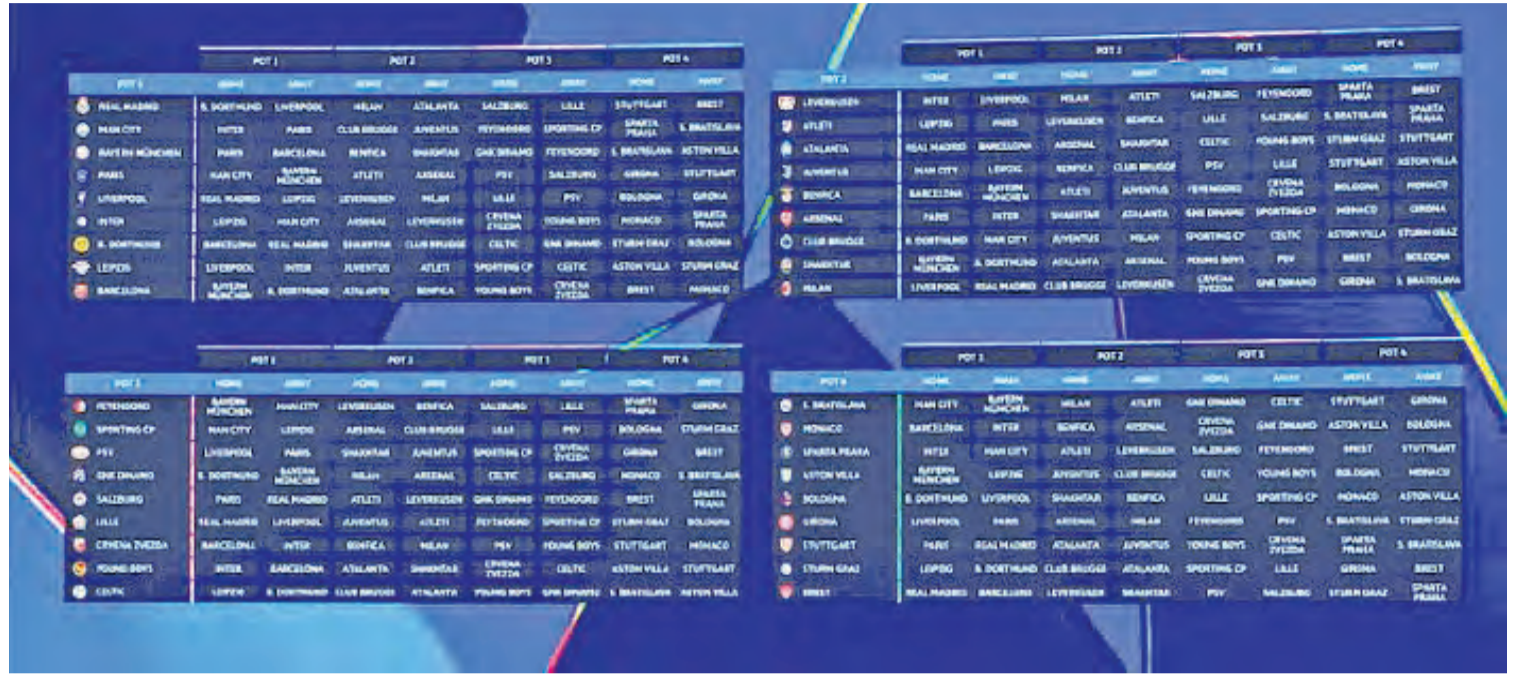 POT 1 POT 2 POT 3 POT 4
POT 1 HOME AWAY HOME AWAY HOME AWAY HOME AWAY
REAL MADRID B. DORTMUND LIVERPOOL MILAN ATALANTA SALZBURG LILLE STUTTGART BREST
MAN CITY INTER PARIS CLUB BRUGGE JUVENTUS FEYENOORD SPORTING CP SPARTA PRAHA S. BRATISLAVA
BAYERN MÜNCHEN PARIS BARCELONA BENFICA SHAKHTAR GNK DINAMO FEYENOORD S. BRATISLAVA ASTON VILLA
PARIS MAN CITY BAYERN MÜNCHEN ATLETI ARSENAL PSV SALZBURG GIRONA STUTTGART
LIVERPOOL REAL MADRID LEIPZIG LEVERKUSEN MILAN LILLE PSV BOLOGNA GIRONA
INTER LEIPZIG MAN CITY ARSENAL LEVERKUSEN CRVENA ZVEZDA YOUNG BOYS MONACO SPARTA PRAHA
B. DORTMUND BARCELONA REAL MADRID SHAKHTAR CLUB BRUGGE CELTIC GNK DINAMO STURM GRAZ BOLOGNA
LEIPZIG LIVERPOOL INTER JUVENTUS ATLETI SPORTING CP CELTIC ASTON VILLA STURM GRAZ
BARCELONA BAYERN MÜNCHEN B. DORTMUND ATALANTA BENFICA YOUNG BOYS CRVENA ZVEZDA BREST MONACO
POT 1 POT 2 POT 3 POT 4
POT 2 HOME AWAY HOME AWAY HOME AWAY HOME AWAY
LEVERKUSEN INTER LIVERPOOL MILAN ATLETI SALZBURG FEYENOORD SPARTA PRAHA BREST
ATLETI LEIPZIG PARIS LEVERKUSEN BENFICA LILLE SALZBURG S. BRATISLAVA SPARTA PRAHA
ATALANTA REAL MADRID BARCELONA ARSENAL SHAKHTAR CELTIC YOUNG BOYS STURM GRAZ STUTTGART
JUVENTUS MAN CITY LEIPZIG BENFICA CLUB BRUGGE PSV LILLE STUTTGART ASTON VILLA
BENFICA BARCELONA BAYERN MÜNCHEN ATLETI JUVENTUS FEYENOORD CRVENA ZVEZDA BOLOGNA MONACO
ARSENAL PARIS INTER SHAKHTAR ATALANTA GNK DINAMO SPORTING CP MONACO GIRONA
CLUB BRUGGE B. DORTMUND MAN CITY JUVENTUS MILAN SPORTING CP CELTIC ASTON VILLA STURM GRAZ
SHAKHTAR BAYERN MÜNCHEN B. DORTMUND ATALANTA ARSENAL YOUNG BOYS PSV BREST BOLOGNA
MILAN LIVERPOOL REAL MADRID CLUB BRUGGE LEVERKUSEN CRVENA ZVEZDA GNK DINAMO GIRONA S. BRATISLAVA
POT 1 POT 2 POT 3 POT 4
POT 3 HOME AWAY HOME AWAY HOME AWAY HOME AWAY
FEYENOORD BAYERN MÜNCHEN MAN CITY LEVERKUSEN BENFICA SALZBURG LILLE SPARTA PRAHA GIRONA
SPORTING CP MAN CITY LEIPZIG ARSENAL CLUB BRUGGE LILLE PSV BOLOGNA STURM GRAZ
PSV LIVERPOOL PARIS SHAKHTAR JUVENTUS SPORTING CP CRVENA ZVEZDA GIRONA BREST
GNK DINAMO B. DORTMUND BAYERN MÜNCHEN MILAN ARSENAL CELTIC SALZBURG MONACO S. BRATISLAVA
SALZBURG PARIS REAL MADRID ATLETI LEVERKUSEN GNK DINAMO FEYENOORD BREST SPARTA PRAHA
LILLE REAL MADRID LIVERPOOL JUVENTUS ATLETI FEYENOORD SPORTING CP STURM GRAZ BOLOGNA
CRVENA ZVEZDA BARCELONA INTER BENFICA MILAN PSV YOUNG BOYS STUTTGART MONACO
YOUNG BOYS INTER BARCELONA ATALANTA SHAKHTAR CRVENA ZVEZDA CELTIC ASTON VILLA STUTTGART
CELTIC LEIPZIG B. DORTMUND CLUB BRUGGE ATALANTA YOUNG BOYS GNK DINAMO S. BRATISLAVA ASTON VILLA
POT 1 POT 2 POT 3 POT 4
POT 4 HOME AWAY HOME AWAY HOME AWAY HOME AWAY
S. BRATISLAVA MAN CITY BAYERN MÜNCHEN MILAN ATLETI GNK DINAMO CELTIC STUTTGART GIRONA
MONACO BARCELONA INTER BENFICA ARSENAL CRVENA ZVEZDA GNK DINAMO ASTON VILLA BOLOGNA
SPARTA PRAHA INTER MAN CITY ATLETI LEVERKUSEN SALZBURG FEYENOORD BREST STUTTGART
ASTON VILLA BAYERN MÜNCHEN LEIPZIG JUVENTUS CLUB BRUGGE CELTIC YOUNG BOYS BOLOGNA MONACO
BOLOGNA B. DORTMUND LIVERPOOL SHAKHTAR BENFICA LILLE SPORTING CP MONACO ASTON VILLA
GIRONA LIVERPOOL PARIS ARSENAL MILAN FEYENOORD PSV S. BRATISLAVA STURM GRAZ
STUTTGART PARIS REAL MADRID ATALANTA JUVENTUS YOUNG BOYS CRVENA ZVEZDA SPARTA PRAHA S. BRATISLAVA
STURM GRAZ LEIPZIG B. DORTMUND CLUB BRUGGE ATALANTA SPORTING CP LILLE GIRONA BREST
BREST REAL MADRID BARCELONA LEVERKUSEN SHAKHTAR PSV SALZBURG STURM GRAZ SPARTA PRAHA